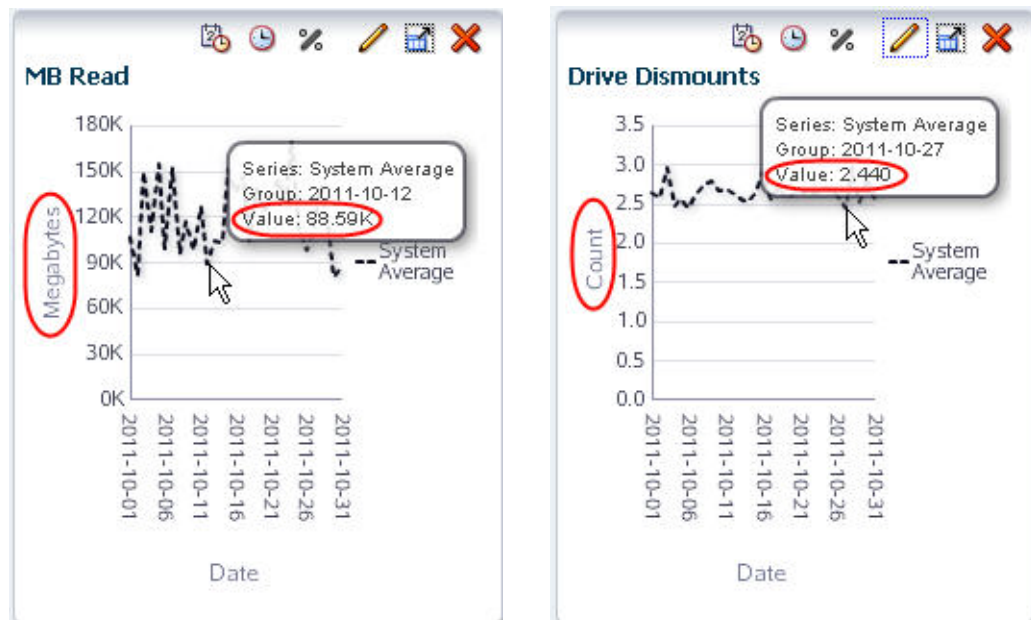 MB Read
180K
150K
120K
90K
60K
30K
0K
Megabytes
Series: System Average
Group: 2011-10-12
Value: 88.59K
System
Average
2011-10-01
2011-10-06
2011-10-11
2011-10-16
2011-10-21
2011-10-26
2011-10-31
Date
Drive Dismounts
3.5
3.0
2.5
2.0
1.5
1.0
0.5
0.0
Count
Series: System Average
Group: 2011-10-27
Value: 2.440
System
Average
2011-10-01
2011-10-06
2011-10-11
2011-10-16
2011-10-21
2011-10-26
2011-10-31
Date